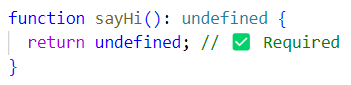 function sayHi(): undefined {
  return undefined; // ✅ Required
}